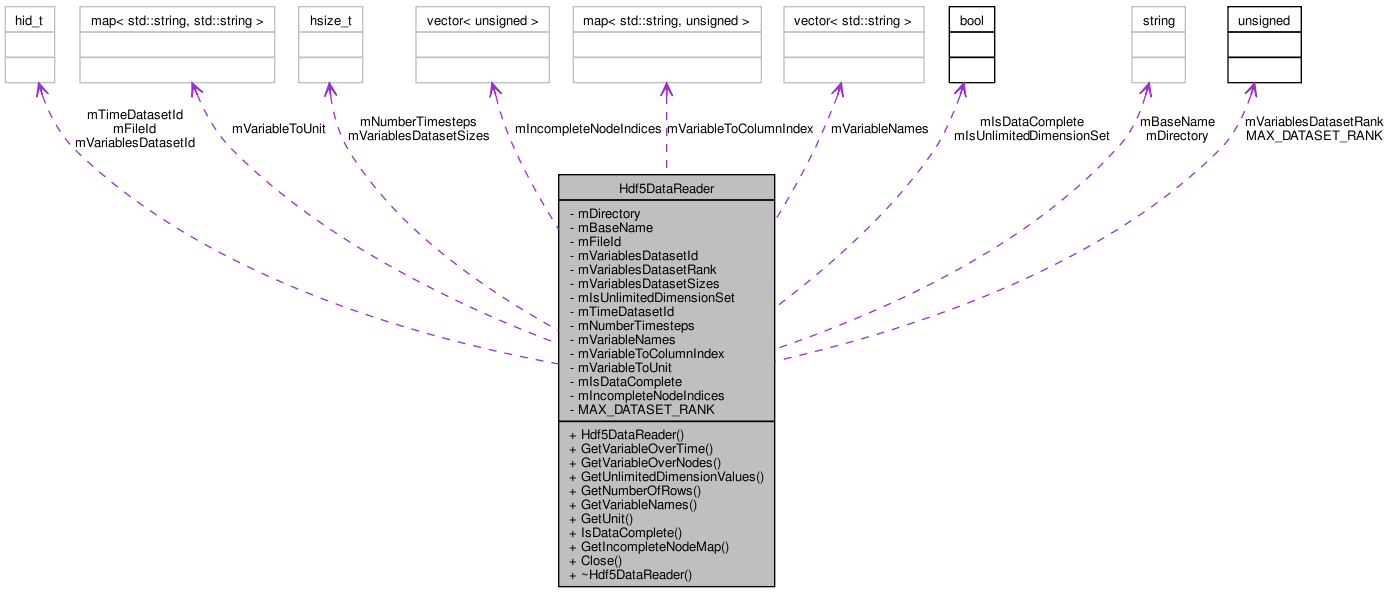 hid_t
map< std::string, std::string >
hsize_t
vector< unsigned >
map< std::string, unsigned >
vector< std::string >
bool
string
unsigned
mTimeDatasetId
mFileId
mVariablesDatasetId
mVariableToUnit
mNumberTimesteps
mVariablesDatasetSizes
mIncompleteNodeIndices
mVariableToColumnIndex
mVariableNames
mIsDataComplete
mIsUnlimitedDimensionSet
mBaseName
mDirectory
mVariablesDatasetRank
MAX_DATASET_RANK
Hdf5DataReader
- mDirectory
- mBaseName
- mFileId
- mVariablesDatasetId
- mVariablesDatasetRank
- mVariablesDatasetSizes
- mIsUnlimitedDimensionSet
- mTimeDatasetId
- mNumberTimesteps
- mVariableNames
- mVariableToColumnIndex
- mVariableToUnit
- mIsDataComplete
- mIncompleteNodeIndices
- MAX_DATASET_RANK
+ Hdf5DataReader()
+ GetVariableOverTime()
+ GetVariableOverNodes()
+ GetUnlimitedDimensionValues()
+ GetNumberOfRows()
+ GetVariableNames()
+ GetUnit()
+ IsDataComplete()
+ GetIncompleteNodeMap()
+ Close()
+ ~Hdf5DataReader()